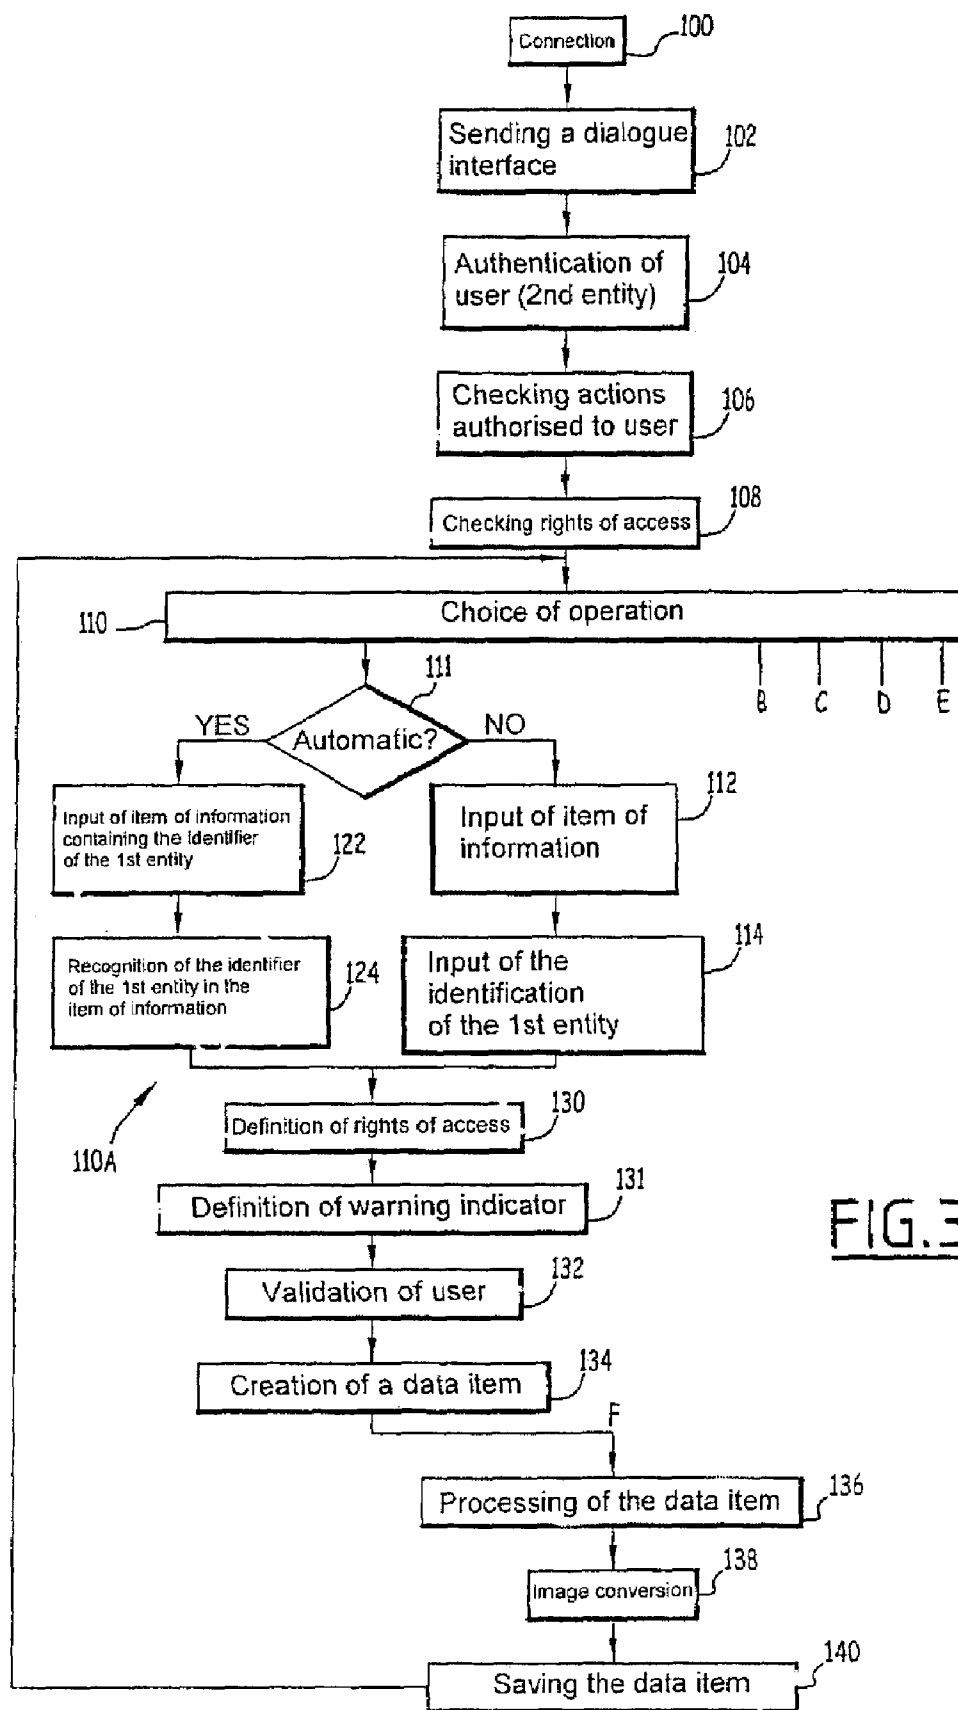 Connection
100
Sending a dialogue
interface
102
Authentication of
user (2nd entity)
104
Checking actions
authorised to user
106
Checking rights of access
108
110
Choice of operation
B C D E
111
YES
Automatic?
NO
Input of item of information
containing the identifier
of the 1st entity
122
Input of item of
information
112
Recognition of the identifier
of the 1st entity in the
item of information
124
Input of the
identification
of the 1st entity
114
110A
Definition of rights of access
130
Definition of warning indicator
131
FIG.3
Validation of user
132
Creation of a data item
134
F
Processing of the data item
136
Image conversion
138
Saving the data item
140